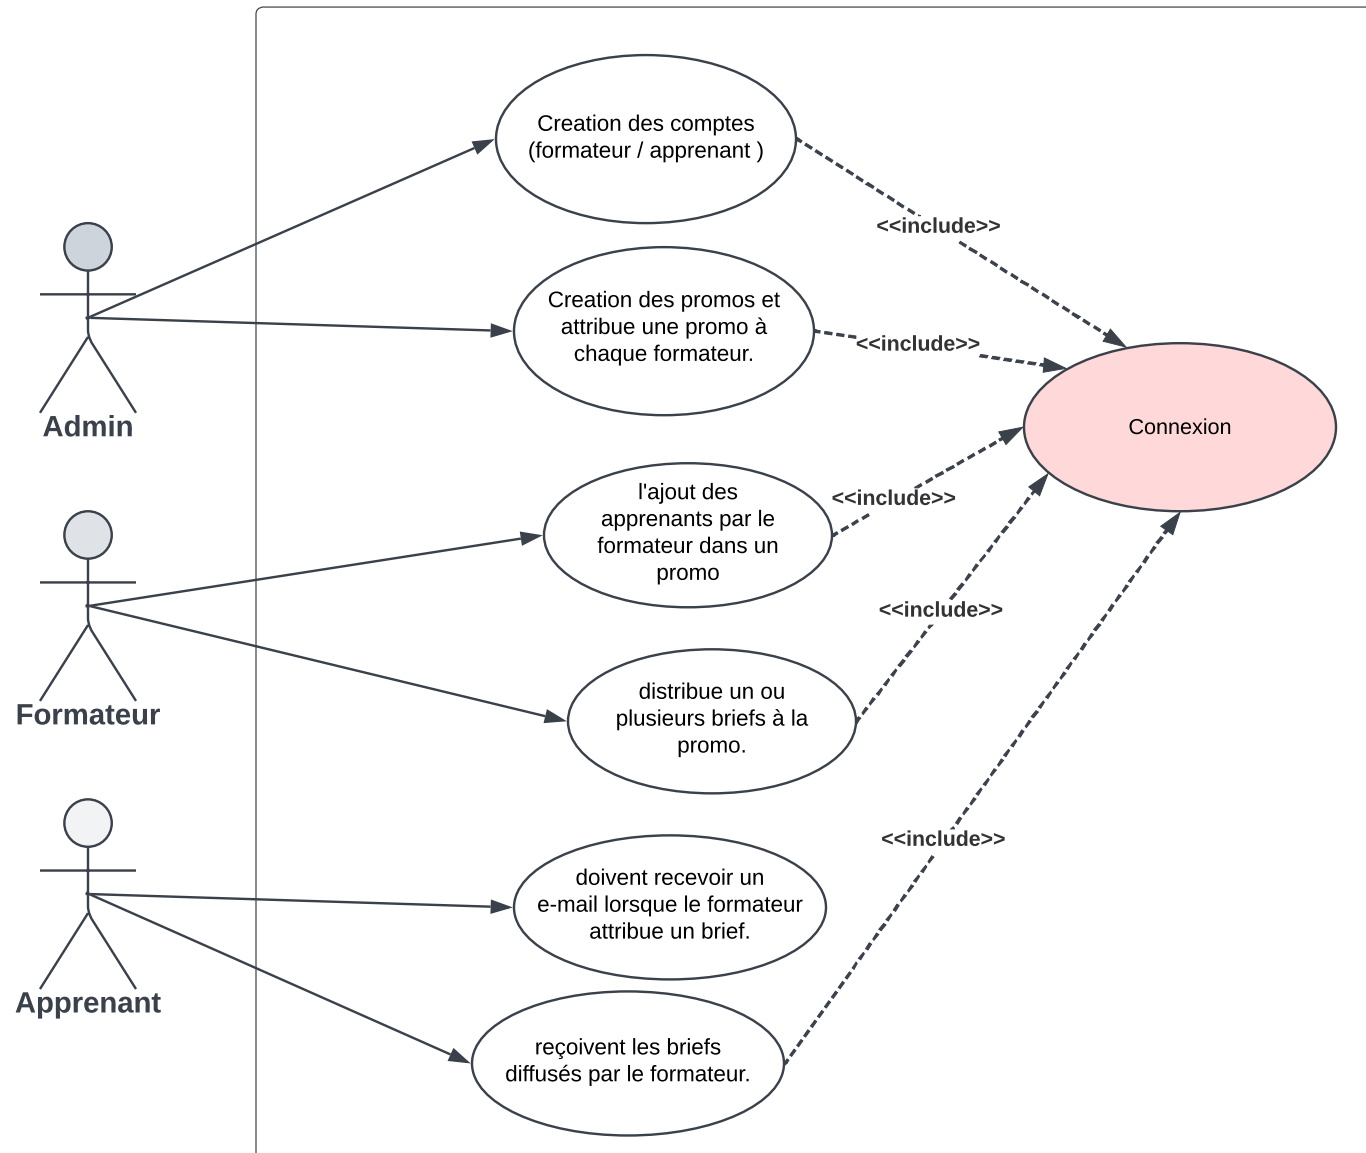 Creation des comptes
(formateur / apprenant )
<<include>>
Creation des promos et
attribue une promo à
chaque formateur.
<<include>>
Admin
Connexion
l'ajout des
apprenants par le
formateur dans un
promo
<<include>>
<<include>>
Formateur
distribue un ou
plusieurs briefs à la
promo.
<<include>>
doivent recevoir un
e-mail lorsque le formateur
attribue un brief.
Apprenant
reçoivent les briefs
diffusés par le formateur.